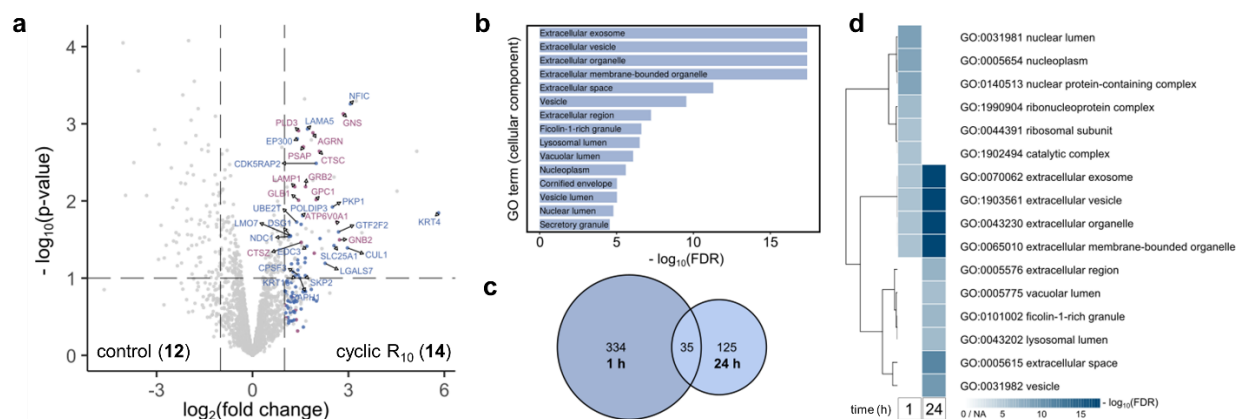 a
4
3
2
1
0
- log10(p-value)
-3
0
3
6
log2(fold change)
control (12)
cyclic R10 (14)
NFIC
PLD3
LAMA5
GNS
EP300
AGRN
PSAP
CTSC
CDK5RAP2
LAMP1
GRB2
GLB1
GPC1
UBE2T
POLDIP3
PKP1
KRT4
LMO7
DSG1
ATP6V0A1
GTF2F2
NDC1
GNB2
CTSZ
EDC3
SLC25A1
CUL1
LGALS7
SKP2
b
GO term (cellular component)
Extracellular exosome
Extracellular vesicle
Extracellular organelle
Extracellular membrane-bounded organelle
Extracellular space
Vesicle
Extracellular region
Ficolin-1-rich granule
Lysosomal lumen
Vacuolar lumen
Nucleoplasm
Cornified envelope
Vesicle lumen
Nuclear lumen
Secretory granule
0
5
10
15
- log10(FDR)
c
334
1 h
35
125
24 h
d
GO:0031981 nuclear lumen
GO:0005654 nucleoplasm
GO:0140513 nuclear protein-containing complex
GO:1990904 ribonucleoprotein complex
GO:0044391 ribosomal subunit
GO:1902494 catalytic complex
GO:0070062 extracellular exosome
GO:1903561 extracellular vesicle
GO:0043230 extracellular organelle
GO:0065010 extracellular membrane-bounded organelle
GO:0005576 extracellular region
GO:0005775 vacuolar lumen
GO:0101002 ficolin-1-rich granule
GO:0043202 lysosomal lumen
GO:0005615 extracellular space
GO:0031982 vesicle
time (h)
1
24
0 / NA
5
10
15
- log10(FDR)